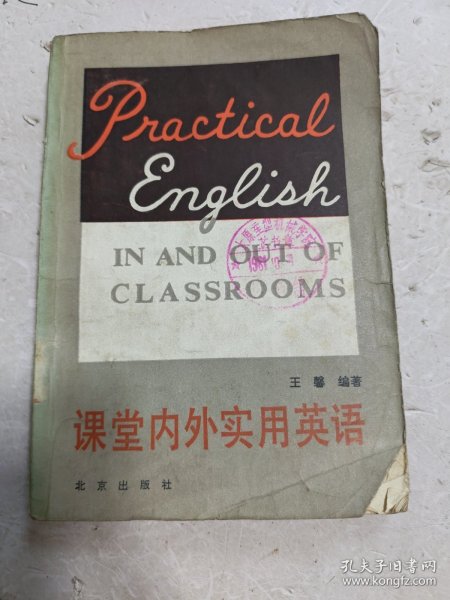 Practical
English
IN AND OUT OF
CLASSROOMS
王馨 编著
课堂内外实用英语
北京出版社
孔夫子旧书网
www.kongfz.com